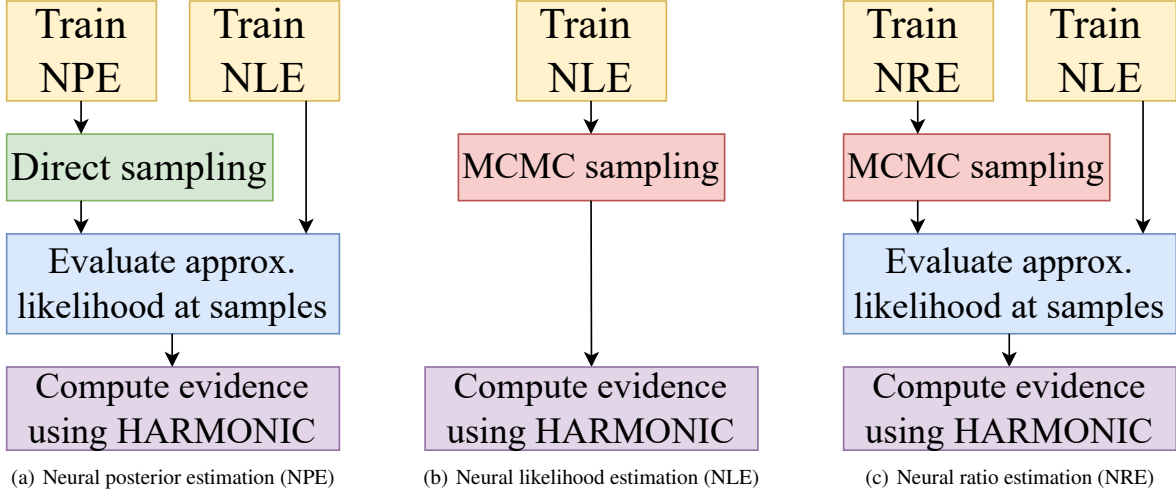 Train
NPE
Train
NLE
Direct sampling
Evaluate approx.
likelihood at samples
Compute evidence
using HARMONIC
(a) Neural posterior estimation (NPE)
Train
NLE
MCMC sampling
Compute evidence
using HARMONIC
(b) Neural likelihood estimation (NLE)
Train
NRE
Train
NLE
MCMC sampling
Evaluate approx.
likelihood at samples
Compute evidence
using HARMONIC
(c) Neural ratio estimation (NRE)